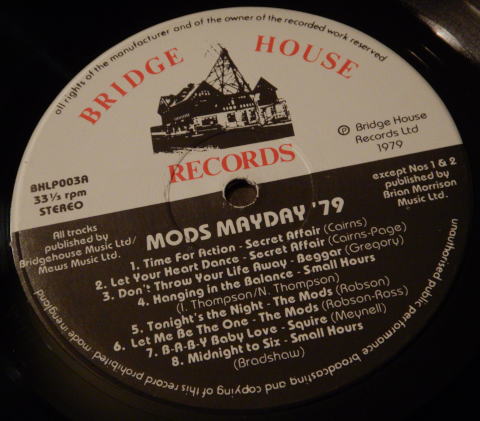 all rights of the manufacturer and of the owner of the recorded work reserved
BRIDGE HOUSE
RECORDS
BHLP003A
33⅓ rpm
STEREO
℗ Bridge House
Records Ltd
1979
All tracks
published by
Bridgehouse Music Ltd/
Mews Music Ltd.
except Nos 1 & 2
published by
Brian Morrison
Music Ltd.
MODS MAYDAY '79
1. Time For Action - Secret Affair (Cairns)
2. Let Your Heart Dance - Secret Affair (Cairns-Page)
3. Don't Throw Your Life Away - Beggar (Gregory)
4. Hanging in the Balance - Small Hours
(I. Thompson/N. Thompson)
5. Tonight's the Night - The Mods (Robson)
6. Let Me Be The One - The Mods (Robson-Ross)
7. B-A-B-Y Baby Love - Squire (Meynell)
8. Midnight to Six - Small Hours
(Bradshaw)
unauthorised public performance broadcasting and copying of this record prohibited made in england